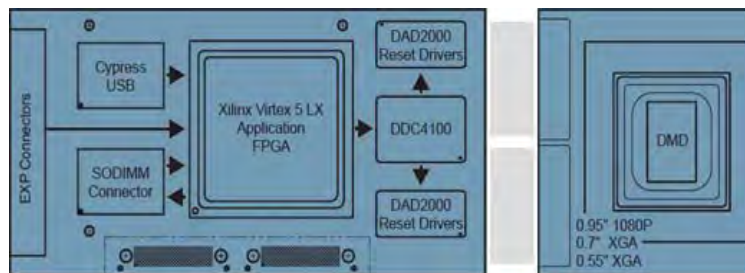 EXP Connectors
Cypress
USB
SODIMM
Connector
Xilinx Virtex 5 LX
Application
FPGA
DAD2000
Reset Drivers
DDC4100
DAD2000
Reset Drivers
DMD
0.95" 1080P
0.7" XGA
0.55" XGA